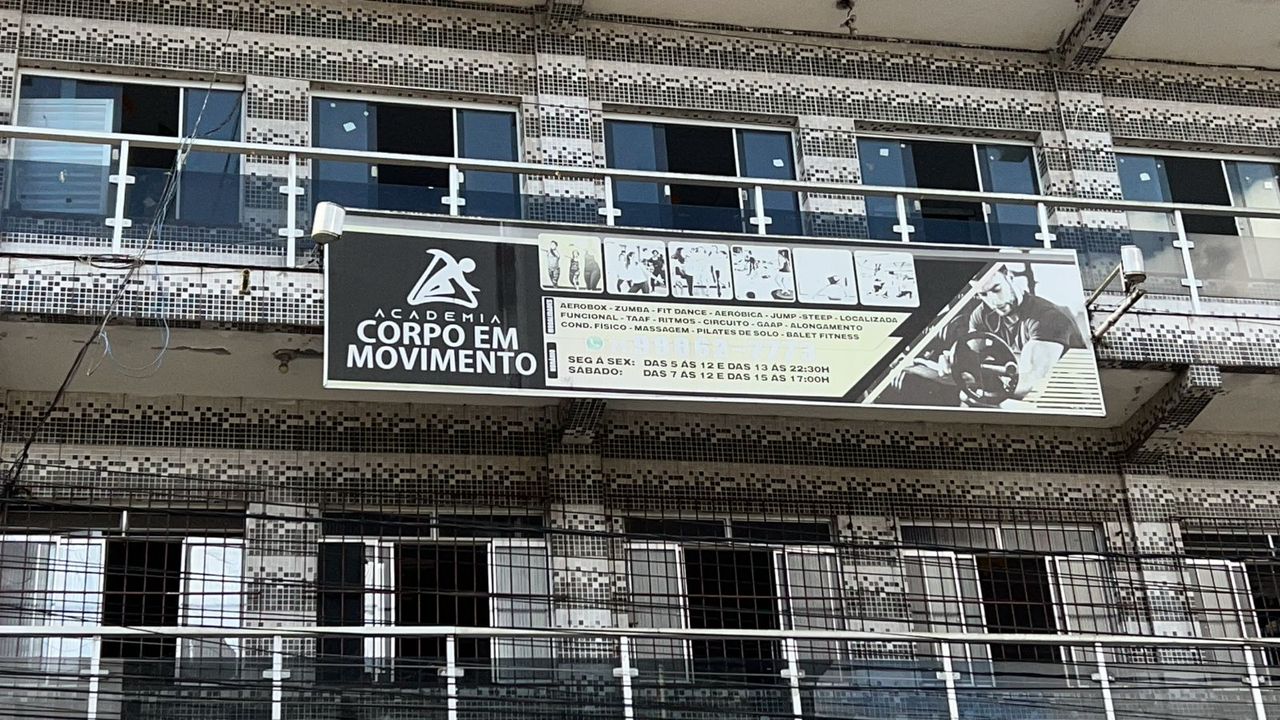 ACADEMIA
CORPO EM
MOVIMENTO
AEROBOX - ZUMBA - FIT DANCE - AERÓBICA - JUMP -STEEP - LOCALIZADA
FUNCIONAL - TAAF - RITMOS - CIRCUITO - GAAP - ALONGAMENTO
COND. FÍSICO - MASSAGEM - PILATES DE SOLO - BALET FITNESS
SEG Á SEX: DAS 5 ÀS 12 E DAS 13 ÀS 22:30H
SÁBADO: DAS 7 ÀS 12 E DAS 15 ÀS 17:00H